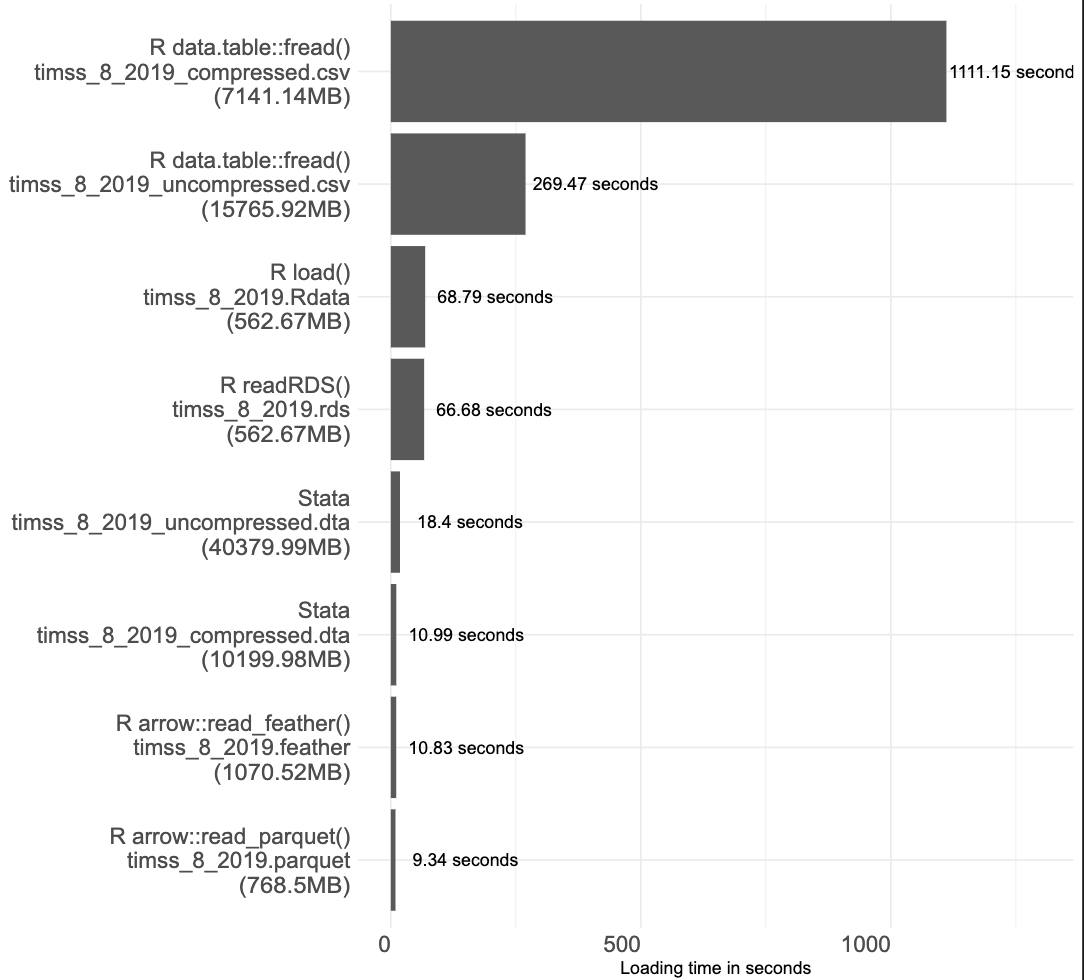 R data.table::fread()
timss_8_2019_compressed.csv
(7141.14MB)
1111.15 second
R data.table::fread()
timss_8_2019_uncompressed.csv
(15765.92MB)
269.47 seconds
R load()
timss_8_2019.Rdata
(562.67MB)
68.79 seconds
R readRDS()
timss_8_2019.rds
(562.67MB)
66.68 seconds
Stata
timss_8_2019_uncompressed.dta
(40379.99MB)
18.4 seconds
Stata
timss_8_2019_compressed.dta
(10199.98MB)
10.99 seconds
R arrow::read_feather()
timss_8_2019.feather
(1070.52MB)
10.83 seconds
R arrow::read_parquet()
timss_8_2019.parquet
(768.5MB)
9.34 seconds
0 500 1000
Loading time in seconds